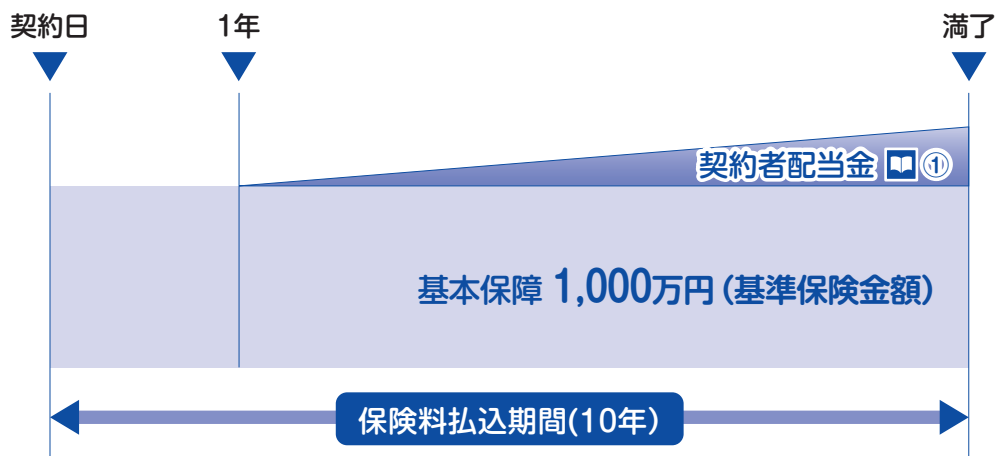 契約日 1年 満了
契約者配当金 ①
基本保障 1,000万円(基準保険金額)
保険料払込期間(10年)